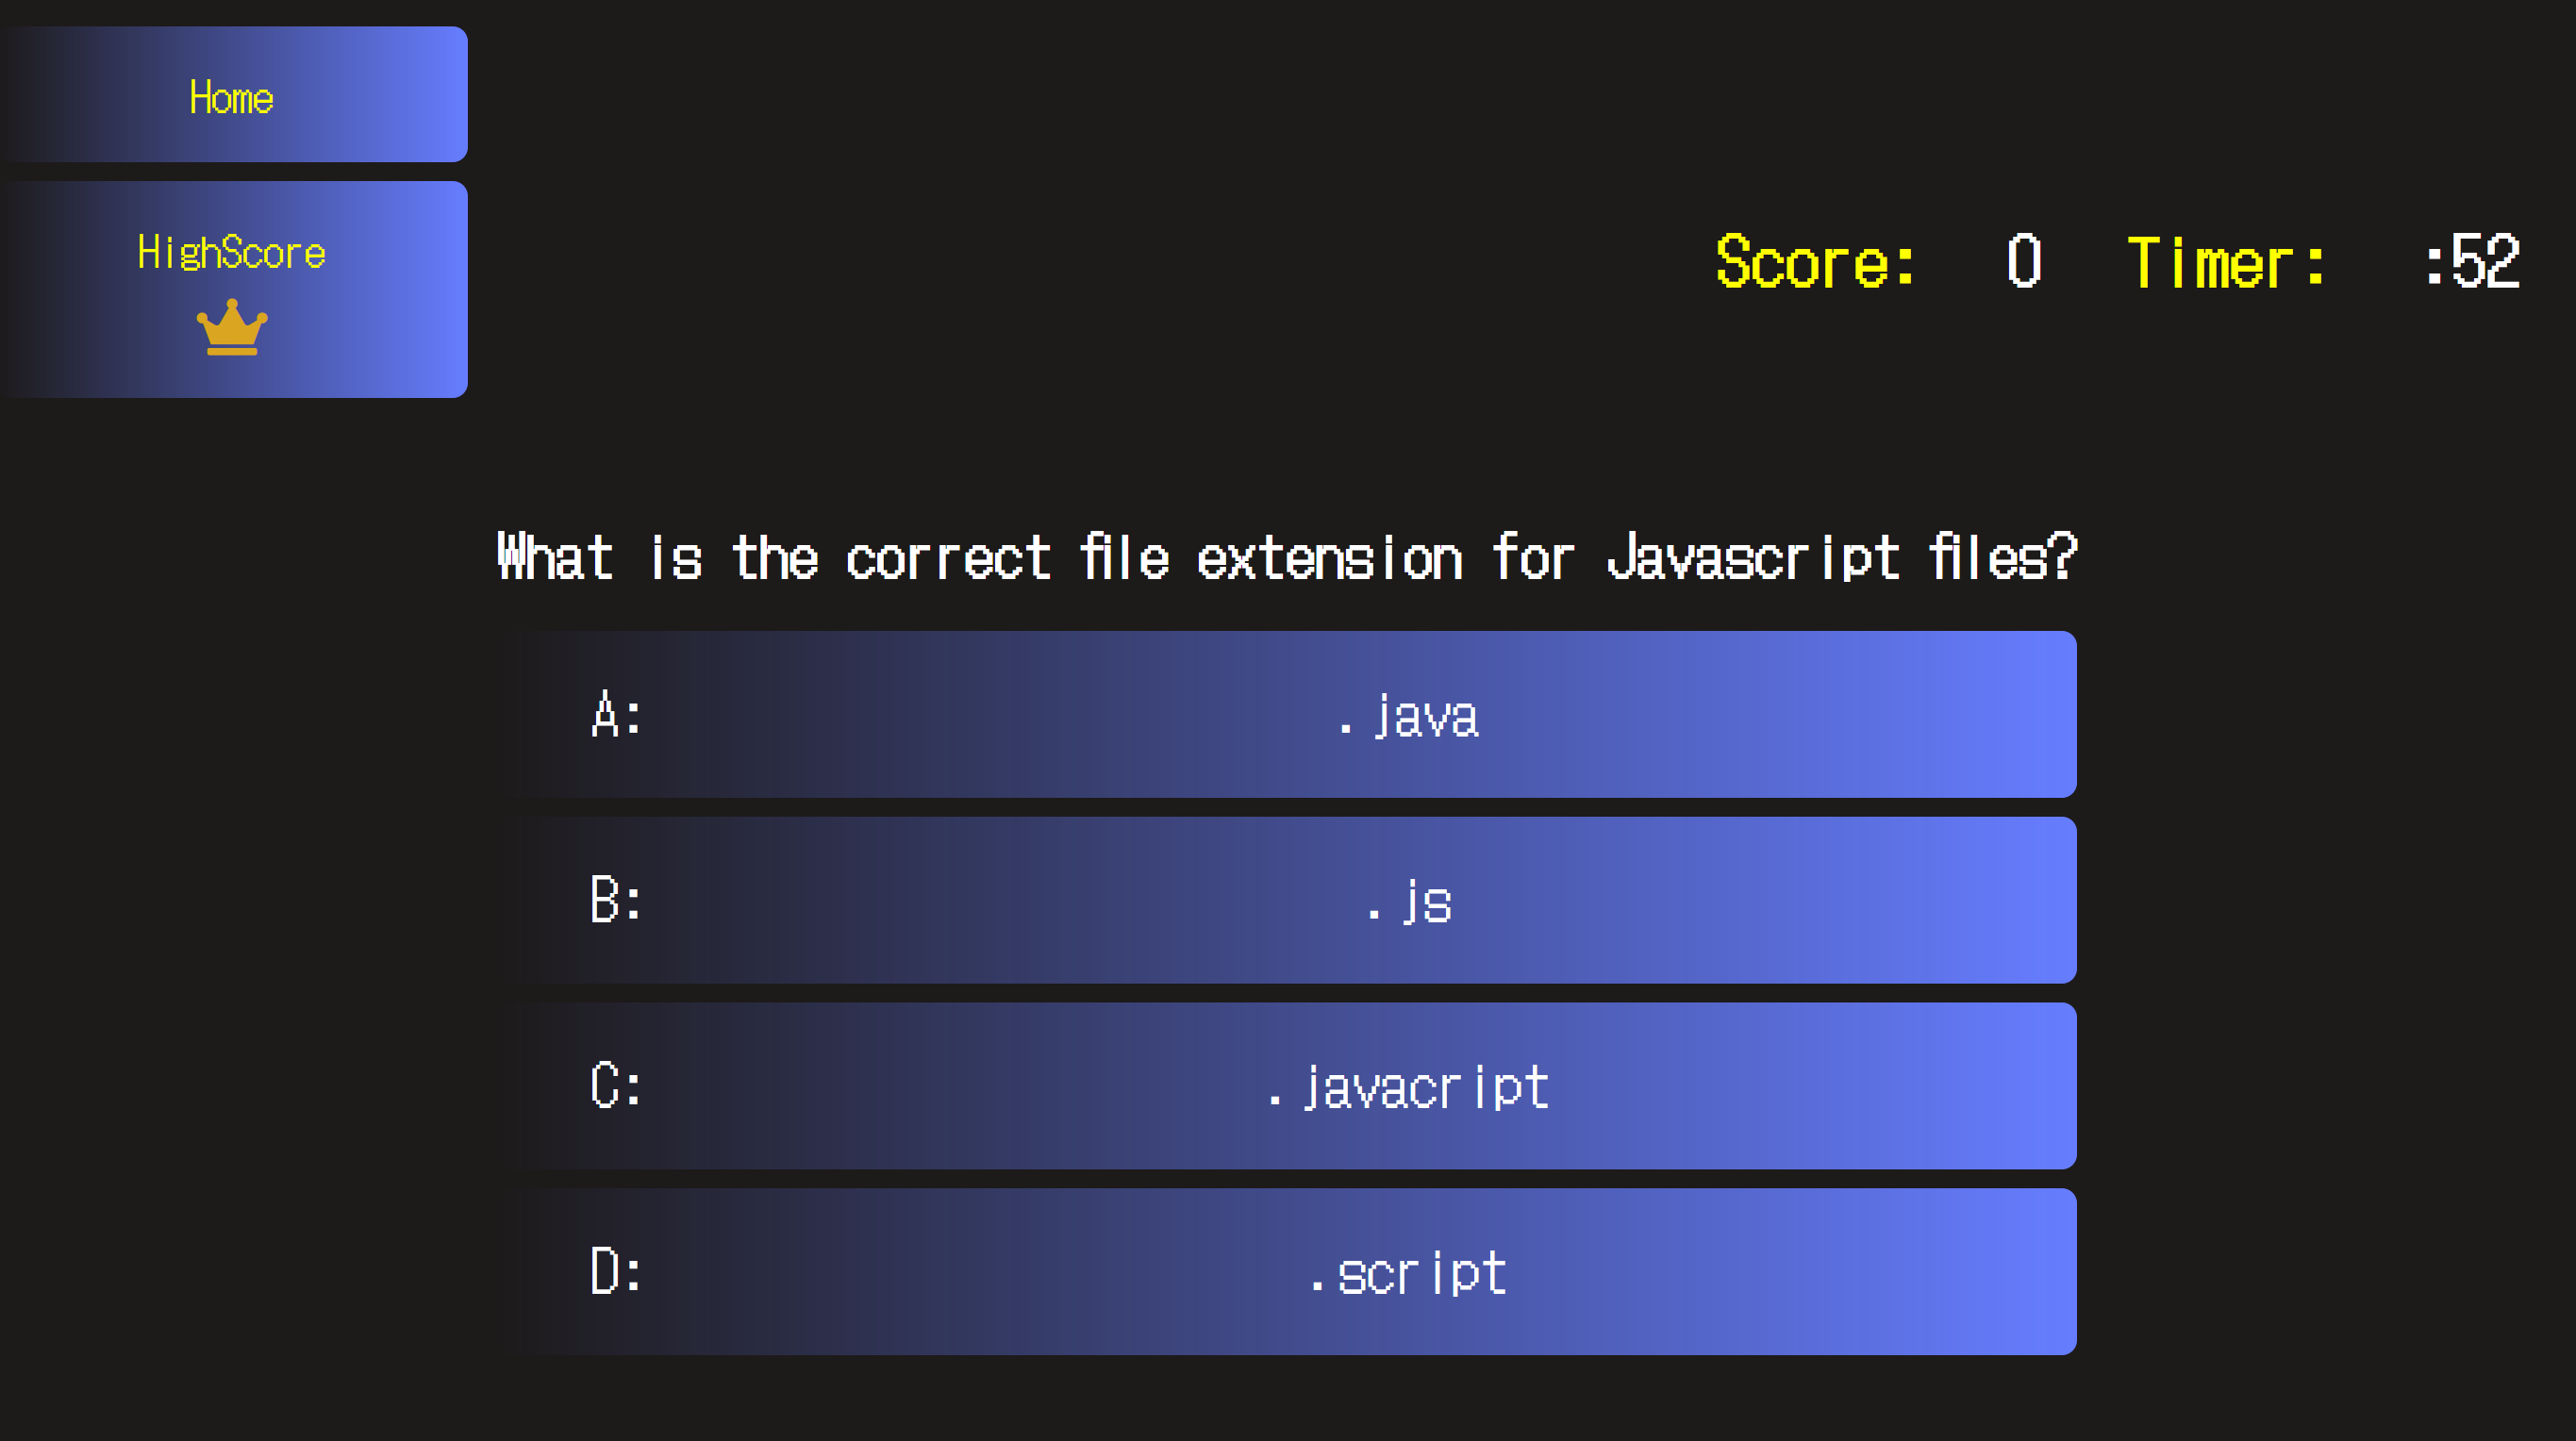 Home
HighScore
Score: 0 Timer: :52
What is the correct file extension for Javascript files?
A: .java
B: .js
C: .javacript
D: .script